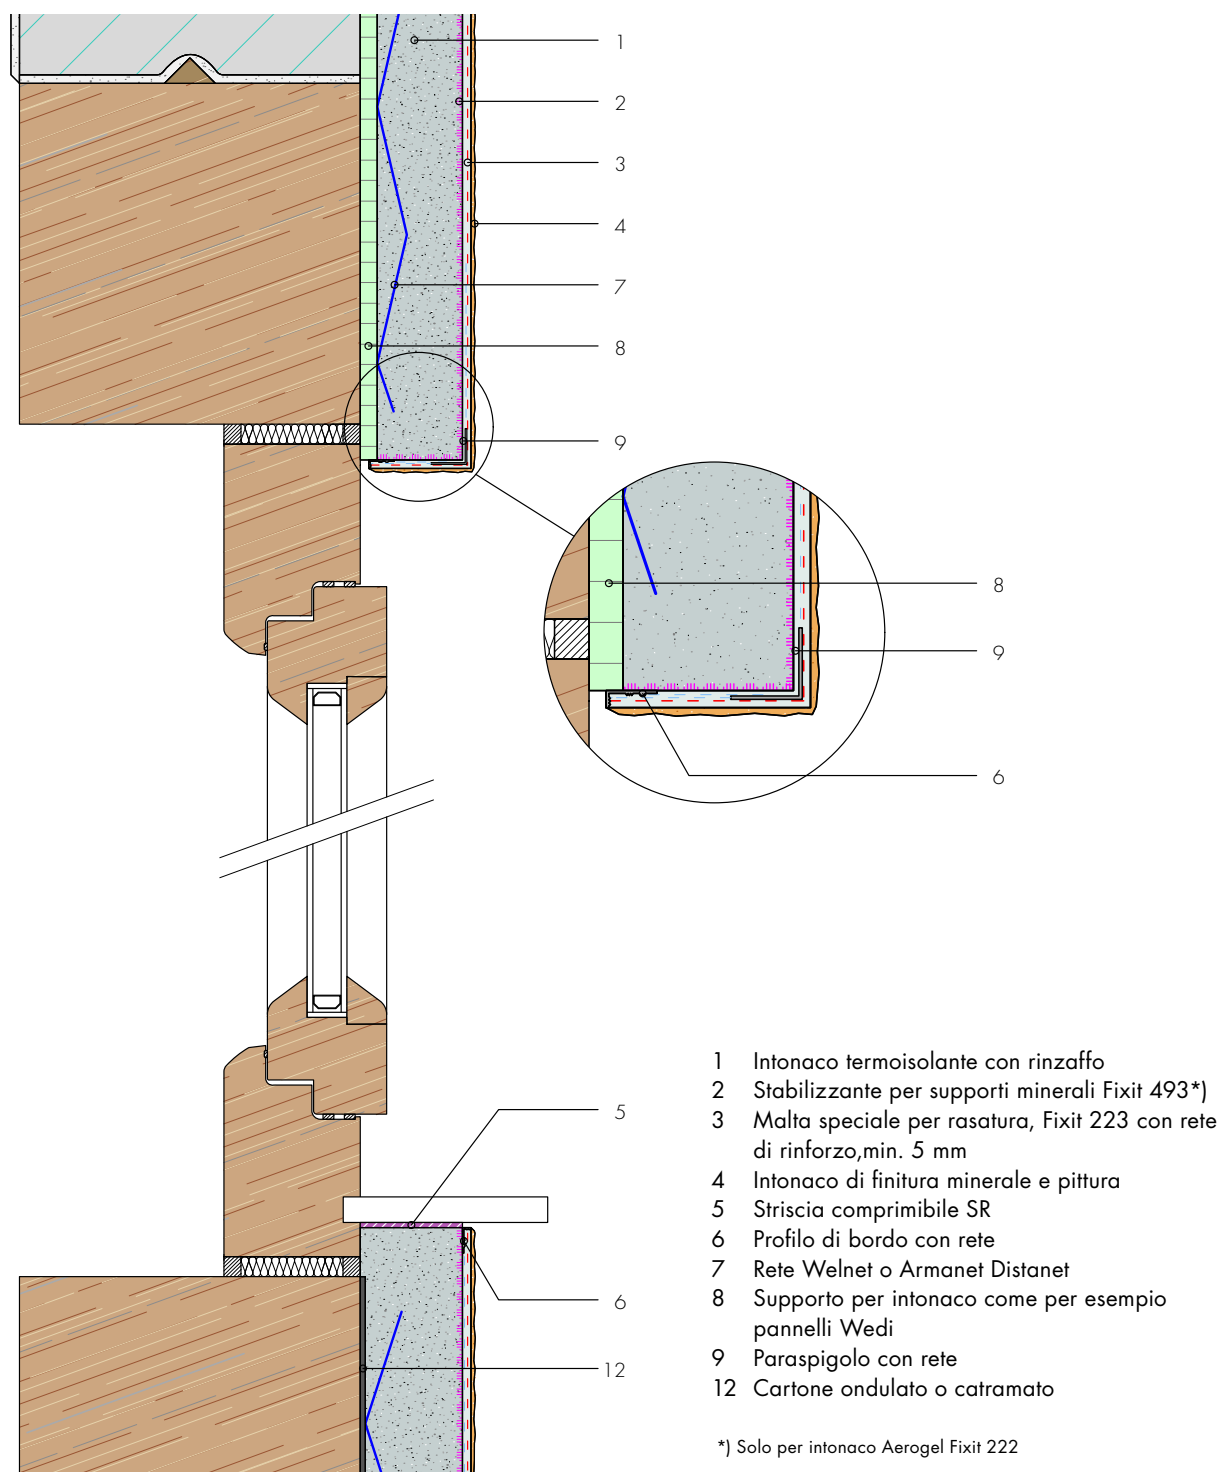 1
2
3
4
7
8
9
8
9
6
5
6
12
1 Intonaco termoisolante con rinzaffo
2 Stabilizzante per supporti minerali Fixit 493*)
3 Malta speciale per rasatura, Fixit 223 con rete
di rinforzo,min. 5 mm
4 Intonaco di finitura minerale e pittura
5 Striscia comprimibile SR
6 Profilo di bordo con rete
7 Rete Welnet o Armanet Distanet
8 Supporto per intonaco come per esempio
pannelli Wedi
9 Paraspigolo con rete
12 Cartone ondulato o catramato
*) Solo per intonaco Aerogel Fixit 222